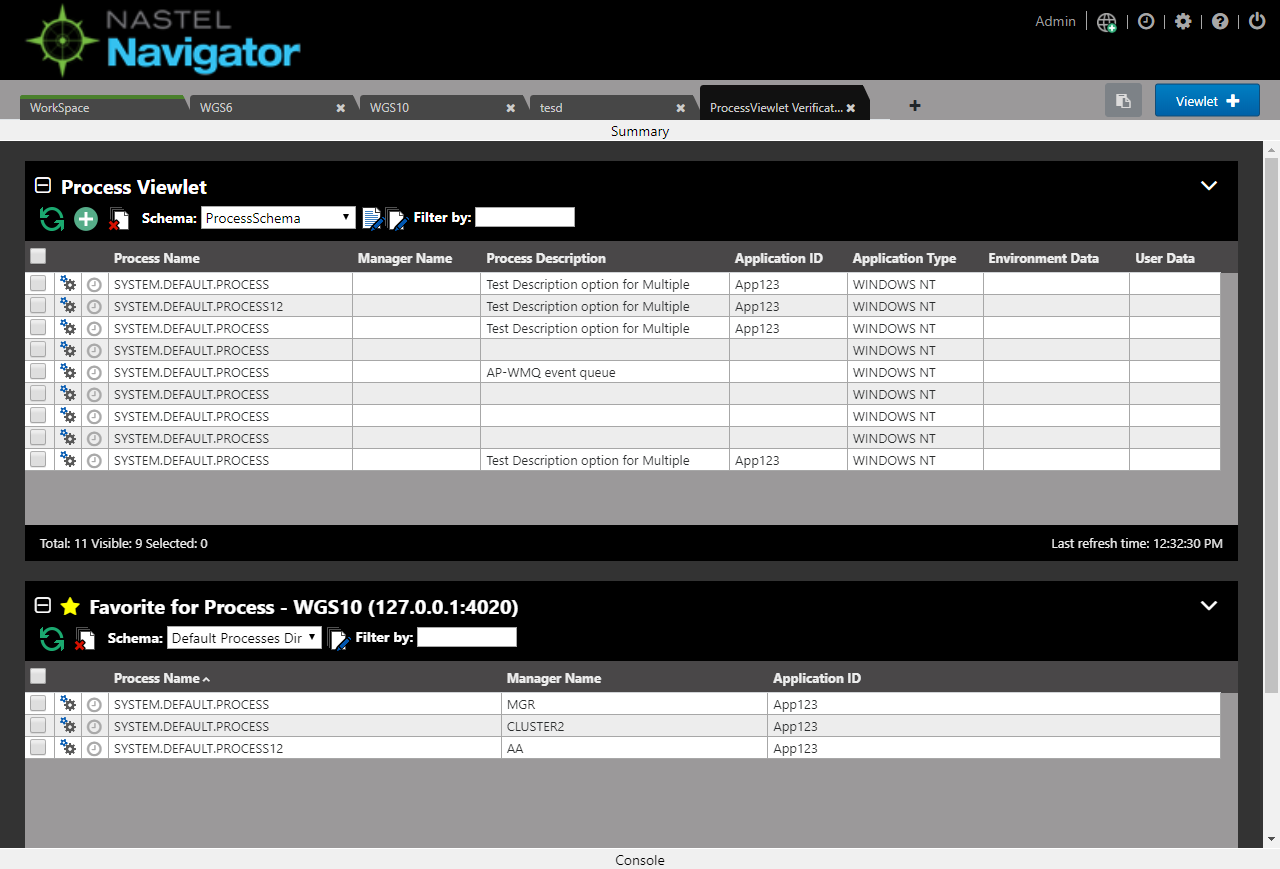 NASTEL
Navigator
Admin
WorkSpace
WGS6
WGS10
tesd
ProcessViewlet Verificat...
Viewlet
Summary
Process Viewlet
Schema: ProcessSchema Filter by:
Process Name Manager Name Process Description Application ID Application Type Environment Data User Data
SYSTEM.DEFAULT.PROCESS Test Description option for Multiple App123 WINDOWS NT
SYSTEM.DEFAULT.PROCESS12 Test Description option for Multiple App123 WINDOWS NT
SYSTEM.DEFAULT.PROCESS Test Description option for Multiple App123 WINDOWS NT
SYSTEM.DEFAULT.PROCESS WINDOWS NT
SYSTEM.DEFAULT.PROCESS AP-WMQ event queue WINDOWS NT
SYSTEM.DEFAULT.PROCESS WINDOWS NT
SYSTEM.DEFAULT.PROCESS WINDOWS NT
SYSTEM.DEFAULT.PROCESS WINDOWS NT
SYSTEM.DEFAULT.PROCESS Test Description option for Multiple App123 WINDOWS NT
Total: 11 Visible: 9 Selected: 0 Last refresh time: 12:32:30 PM
Favorite for Process - WGS10 (127.0.0.1:4020)
Schema: Default Processes Dir Filter by:
Process Name Manager Name Application ID
SYSTEM.DEFAULT.PROCESS MGR App123
SYSTEM.DEFAULT.PROCESS CLUSTER2 App123
SYSTEM.DEFAULT.PROCESS12 AA App123
Console